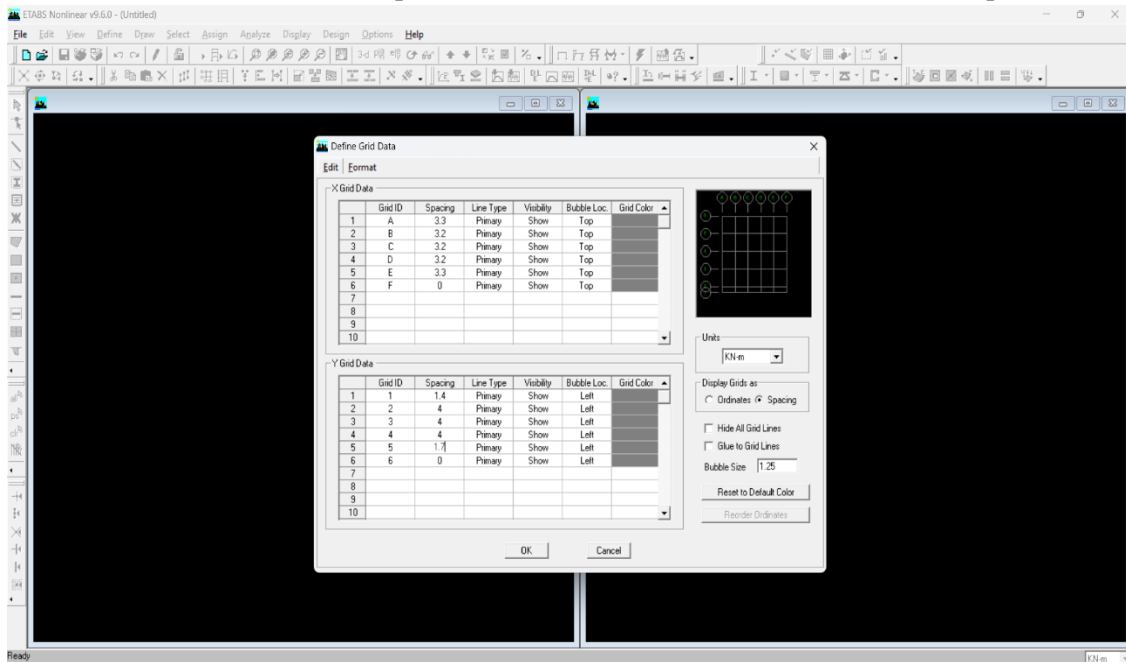 ETABS Nonlinear v9.6.0 - (Untitled)
File Edit View Define Draw Select Assign Analyze Display Design Options Help
Define Grid Data
Edit Format
X Grid Data
Grid ID Spacing Line Type Visibility Bubble Loc. Grid Color
1 A 3.3 Primary Show Top
2 B 3.2 Primary Show Top
3 C 3.2 Primary Show Top
4 D 3.2 Primary Show Top
5 E 3.3 Primary Show Top
6 F 0 Primary Show Top
7
8
9
10
Y Grid Data
Grid ID Spacing Line Type Visibility Bubble Loc. Grid Color
1 1 1.4 Primary Show Left
2 2 4 Primary Show Left
3 3 4 Primary Show Left
4 4 4 Primary Show Left
5 5 1.7 Primary Show Left
6 6 0 Primary Show Left
7
8
9
10
Units
KN-m
Display Grids as
Ordinates Spacing
Hide All Grid Lines
Glue to Grid Lines
Bubble Size 1.25
Reset to Default Color
Reorder Ordinates
OK Cancel
Ready
KN-m